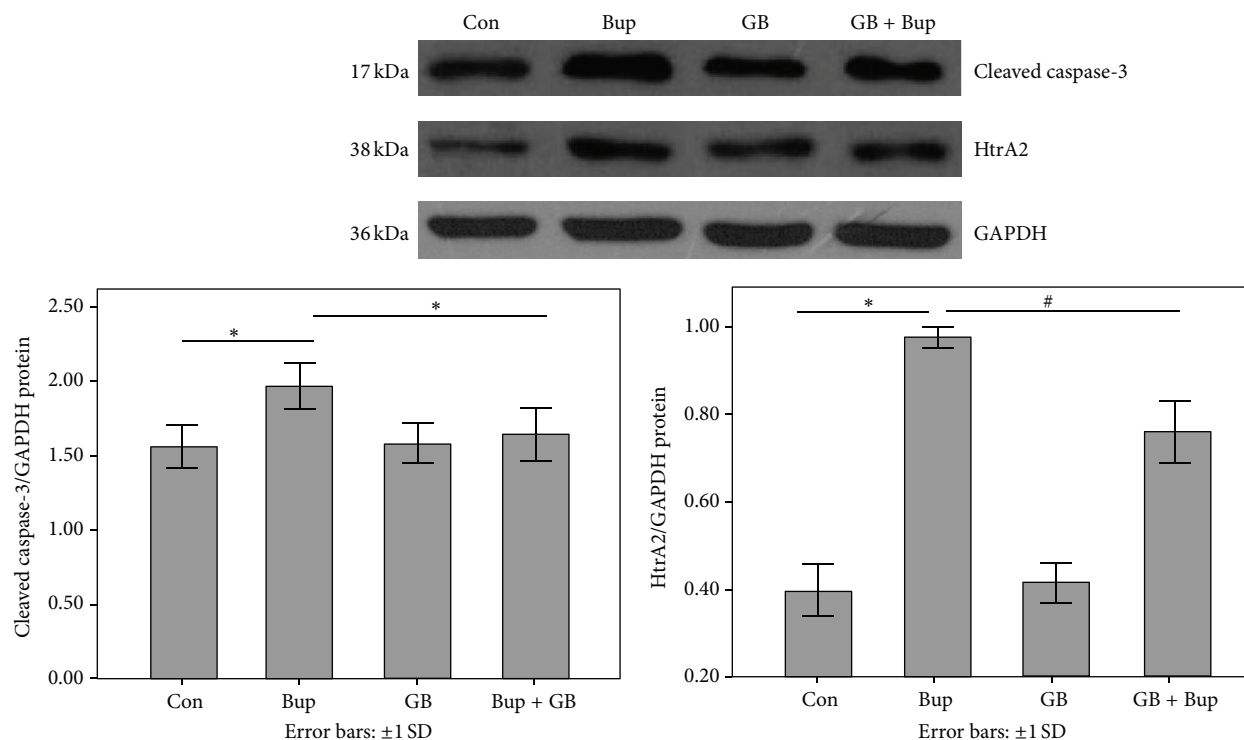 Con Bup GB GB + Bup
17 kDa Cleaved caspase-3
38 kDa HtrA2
36 kDa GAPDH
Cleaved caspase-3/GAPDH protein
2.50
2.00
1.50
1.00
0.50
0.00
* *
Con Bup GB Bup + GB
Error bars: ±1 SD
HtrA2/GAPDH protein
1.00
0.80
0.60
0.40
0.20
* #
Con Bup GB GB + Bup
Error bars: ±1 SD